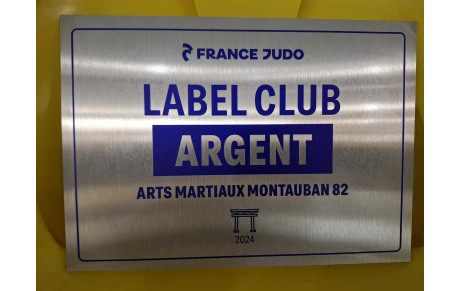 FRANCE JUDO
LABEL CLUB
ARGENT
ARTS MARTIAUX MONTAUBAN 82
2024